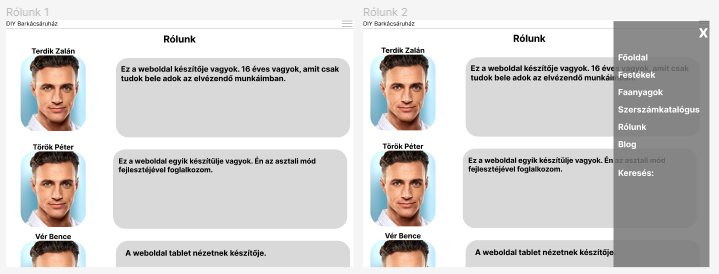 Rólunk 1
DIY Barkácsáruház
Rólunk
Terdik Zalán
Ez a weboldal készítője vagyok. 16 éves vagyok, amit csak
tudok bele adok az elvézendő munkáimban.
Török Péter
Ez a weboldal egyik készítülje vagyok. Én az asztali mód
fejlesztéjével foglalkozom.
Vér Bence
A weboldal tablet nézetnek készítője.
Rólunk 2
DIY Barkácsáruház
Rólunk
X
Terdik Zalán
Ez a weboldal készítője vagyok. 16 éves vagyok, amit csak
tudok bele adok az elvézendő munkáim
Török Péter
Ez a weboldal egyik készítülje vagyok. Én az asztali mód
fejlesztéjével foglalkozom.
Vér Bence
A weboldal tablet nézetnek készítője
Főoldal
Festékek
Faanyagok
Szerszámkatalógus
Rólunk
Blog
Keresés: